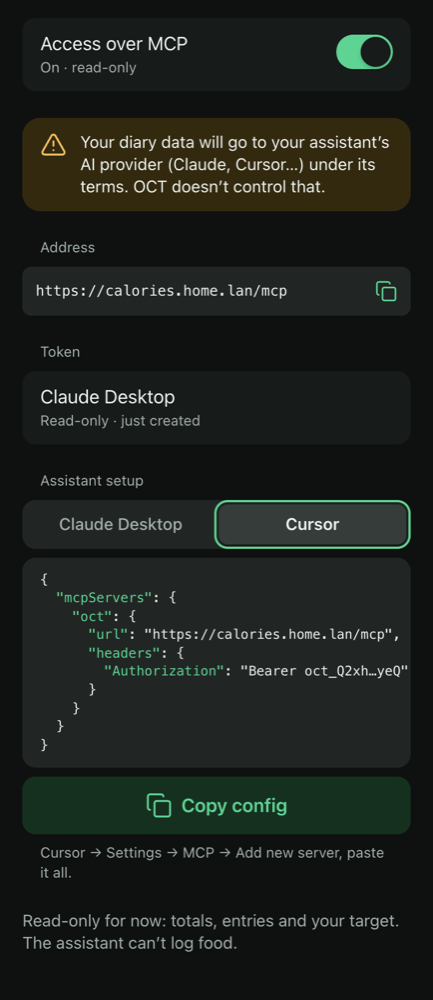 Access over MCP
On · read-only
Your diary data will go to your assistant’s
AI provider (Claude, Cursor…) under its
terms. OCT doesn’t control that.
Address
https://calories.home.lan/mcp
Token
Claude Desktop
Read-only · just created
Assistant setup
Claude Desktop
Cursor
{
  "mcpServers": {
    "oct": {
      "url": "https://calories.home.lan/mcp",
      "headers": {
        "Authorization": "Bearer oct_Q2xh…yeQ"
      }
    }
  }
}
Copy config
Cursor → Settings → MCP → Add new server, paste
it all.
Read-only for now: totals, entries and your target.
The assistant can’t log food.